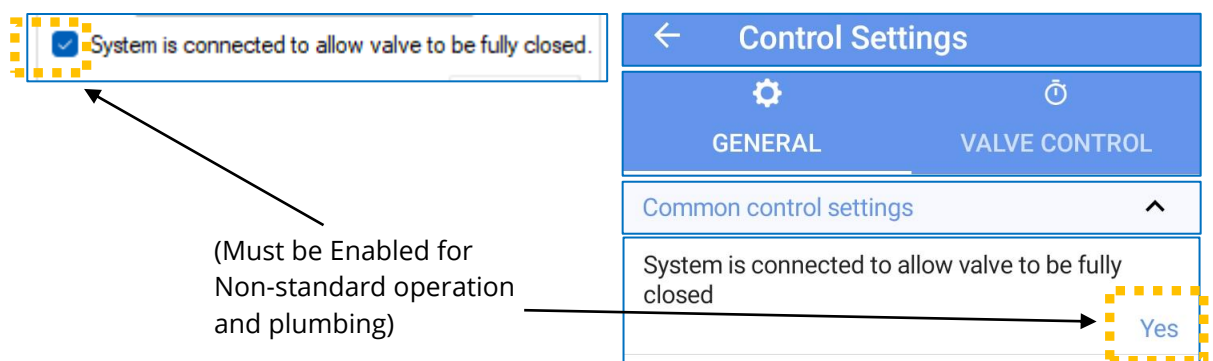 System is connected to allow valve to be fully closed.
(Must be Enabled for
Non-standard operation
and plumbing)
Control Settings
GENERAL
VALVE CONTROL
Common control settings
System is connected to allow valve to be fully
closed
Yes